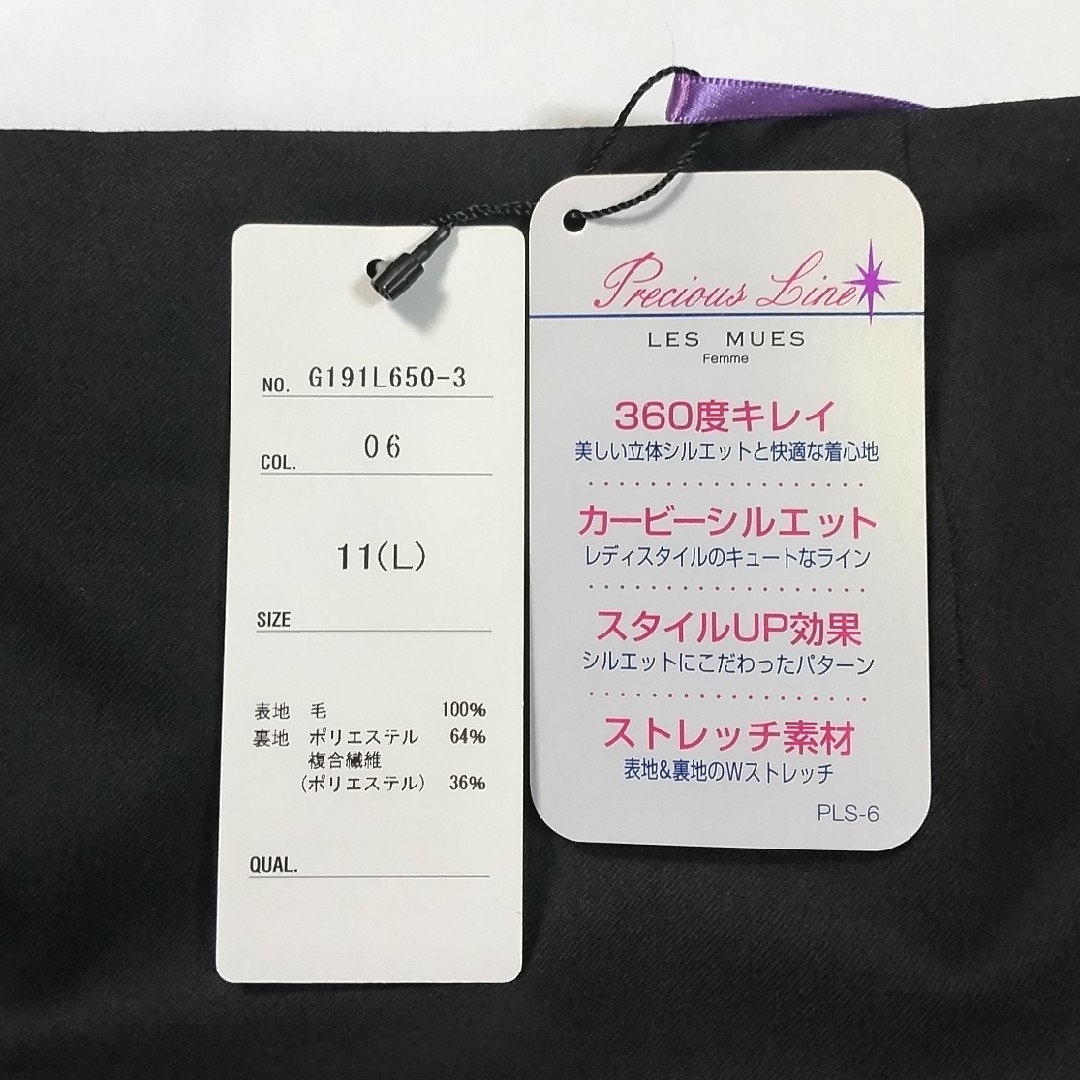 NO. G191L650-3
COL. 06
11(L)
SIZE
表地 毛 100%
裏地 ポリエステル 64%
複合繊維
(ポリエステル) 36%
QUAL.
Precious Line
LES MUES
Femme
360度キレイ
美しい立体シルエットと快適な着心地
カービーシルエット
レディスタイルのキュートなライン
スタイルUP効果
シルエットにこだわったパターン
ストレッチ素材
表地&裏地のWストレッチ
PLS-6